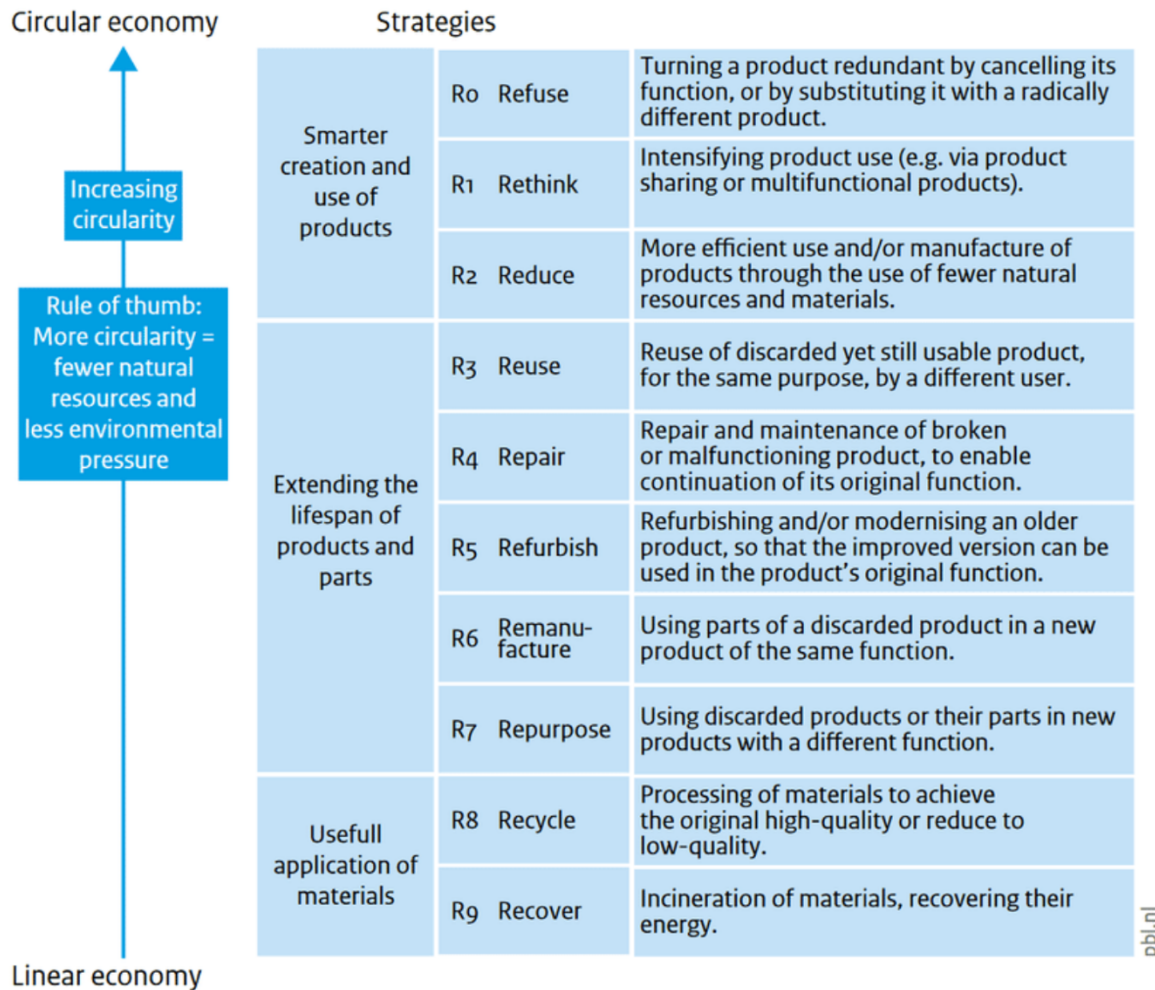 Circular economy
Strategies
Increasing
circularity
Rule of thumb:
More circularity =
fewer natural
resources and
less environmental
pressure
Linear economy
Smarter
creation and
use of
products
R0 Refuse
Turning a product redundant by cancelling its
function, or by substituting it with a radically
different product.
R1 Rethink
Intensifying product use (e.g. via product
sharing or multifunctional products).
R2 Reduce
More efficient use and/or manufacture of
products through the use of fewer natural
resources and materials.
Extending the
lifespan of
products and
parts
R3 Reuse
Reuse of discarded yet still usable product,
for the same purpose, by a different user.
R4 Repair
Repair and maintenance of broken
or malfunctioning product, to enable
continuation of its original function.
R5 Refurbish
Refurbishing and/or modernising an older
product, so that the improved version can be
used in the product's original function.
R6 Remanu-
facture
Using parts of a discarded product in a new
product of the same function.
R7 Repurpose
Using discarded products or their parts in new
products with a different function.
Usefull
application of
materials
R8 Recycle
Processing of materials to achieve
the original high-quality or reduce to
low-quality.
R9 Recover
Incineration of materials, recovering their
energy.
pbl.nl